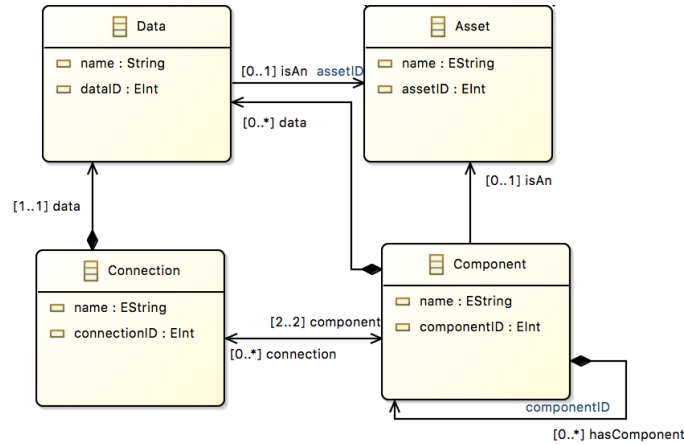 Data
name : String
dataID : EInt
Asset
name : EString
assetID : EInt
[0..1] isAn assetID
[0..*] data
[0..1] isAn
[1..1] data
Connection
name : EString
connectionID : EInt
Component
name : EString
componentID : EInt
[2..2] component
[0..*] connection
componentID
[0..*] hasComponent